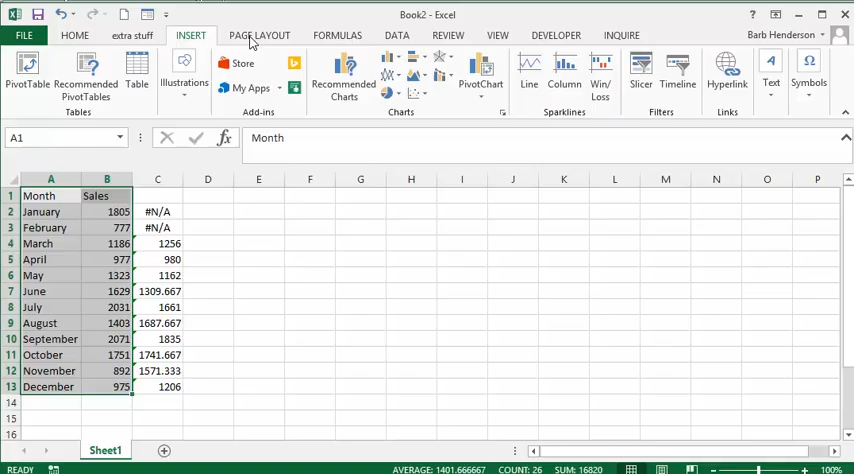 Book2 - Excel
FILE HOME extra stuff INSERT PAGE LAYOUT FORMULAS DATA REVIEW VIEW DEVELOPER INQUIRE Barb Henderson
PivotTable Recommended PivotTables Table Illustrations Store My Apps Recommended Charts PivotChart Line Column Win/ Loss Slicer Timeline Hyperlink Text Symbols
Tables Add-ins Charts Sparklines Filters Links
A1 fx Month
A B C D E F G H I J K L M N O P
1 Month Sales
2 January 1805 #N/A
3 February 777 #N/A
4 March 1186 1256
5 April 977 980
6 May 1323 1162
7 June 1629 1309.667
8 July 2031 1661
9 August 1403 1687.667
10 September 2071 1835
11 October 1751 1741.667
12 November 892 1571.333
13 December 975 1206
14
15
16
Sheet1
READY AVERAGE: 1401.666667 COUNT: 26 SUM: 16820 100%